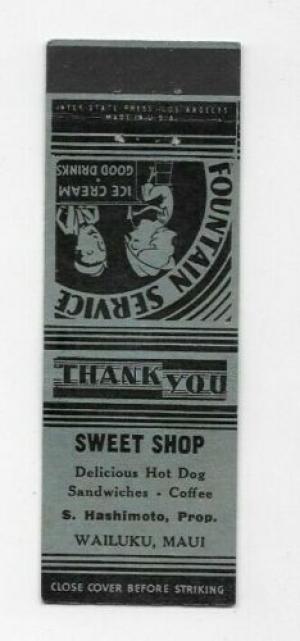 INTER STATE PRESS-LOS ANGELES
MADE IN U.S.A.
FOUNTAIN SERVICE
ICE CREAM
GOOD DRINKS
THANK YOU
SWEET SHOP
Delicious Hot Dog
Sandwiches - Coffee
S. Hashimoto, Prop.
WAILUKU, MAUI
CLOSE COVER BEFORE STRIKING